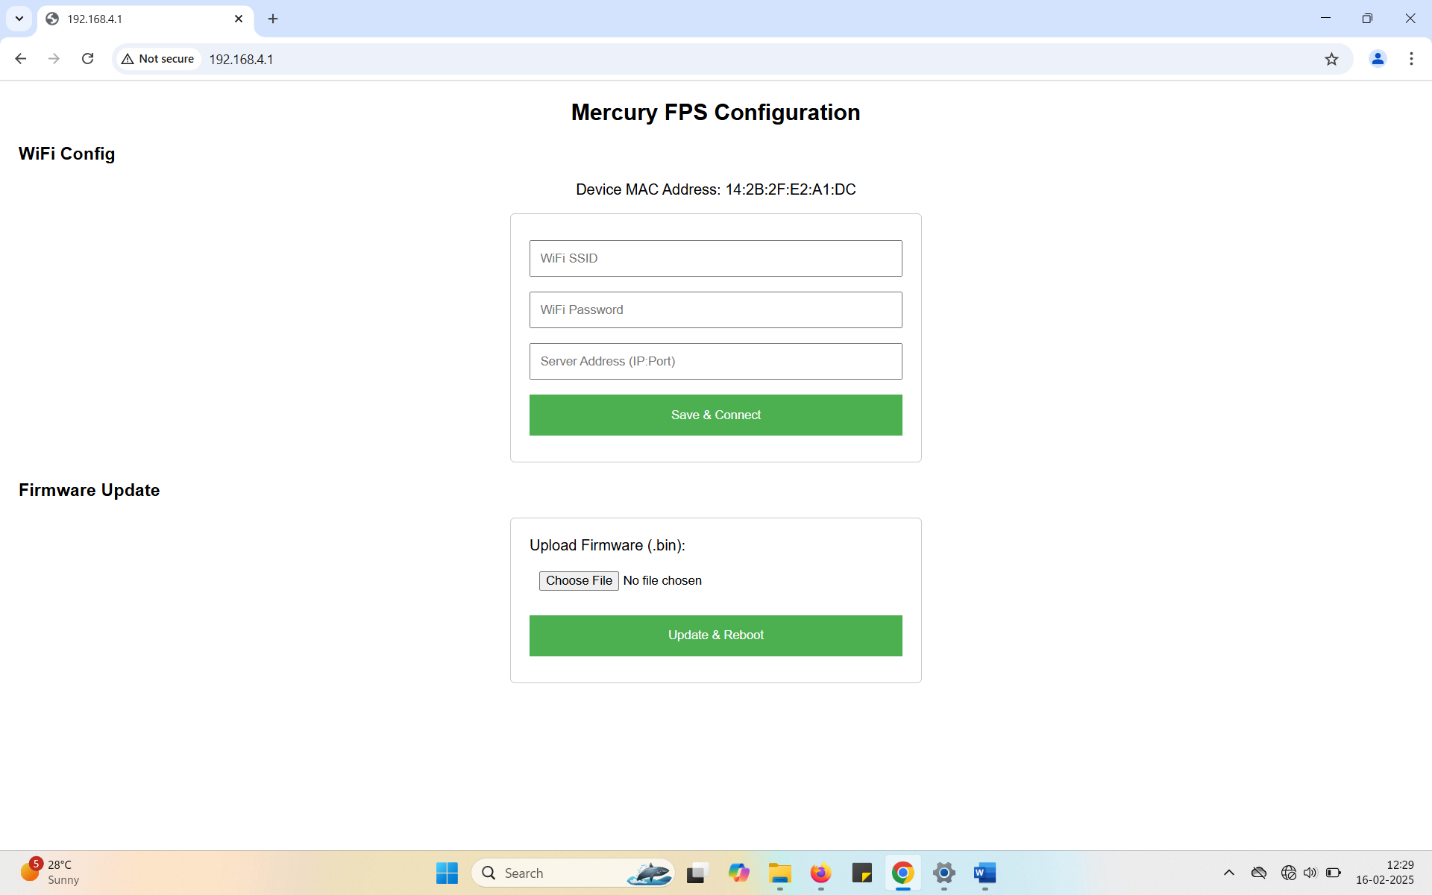 192.168.4.1
Not secure
192.168.4.1
Mercury FPS Configuration
WiFi Config
Device MAC Address: 14:2B:2F:E2:A1:DC
WiFi SSID
WiFi Password
Server Address (IP:Port)
Save & Connect
Firmware Update
Upload Firmware (.bin):
Choose File No file chosen
Update & Reboot
5
28°C
Sunny
Search
W
12:29
16-02-2025